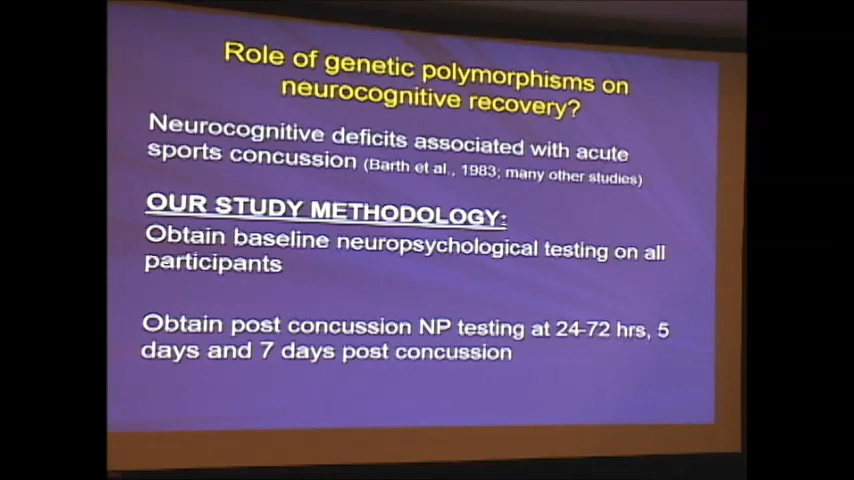 Role of genetic polymorphisms on
neurocognitive recovery?
Neurocognitive deficits associated with acute
sports concussion (Barth et al., 1983; many other studies)
OUR STUDY METHODOLOGY:
Obtain baseline neuropsychological testing on all
participants
Obtain post concussion NP testing at 24-72 hrs, 5
days and 7 days post concussion